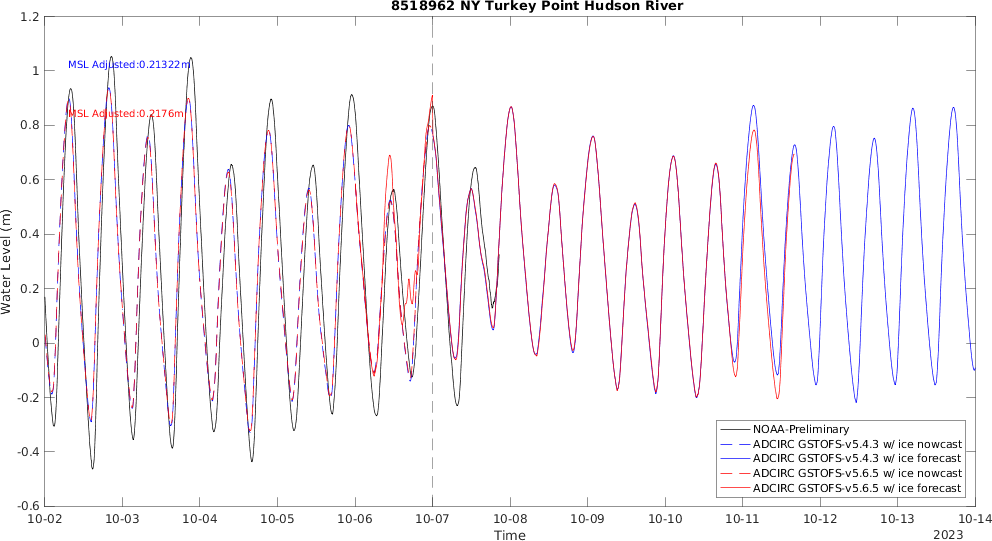 8518962 NY Turkey Point Hudson River
MSL Adjusted:0.21322m
MSL Adjusted:0.2176m
Water Level (m)
1.2
1
0.8
0.6
0.4
0.2
0
-0.2
-0.4
-0.6
NOAA-Preliminary
ADCIRC GSTOFS-v5.4.3 w/ ice nowcast
ADCIRC GSTOFS-v5.4.3 w/ ice forecast
ADCIRC GSTOFS-v5.6.5 w/ ice nowcast
ADCIRC GSTOFS-v5.6.5 w/ ice forecast
10-02 10-03 10-04 10-05 10-06 10-07 10-08 10-09 10-10 10-11 10-12 10-13 10-14
Time
2023